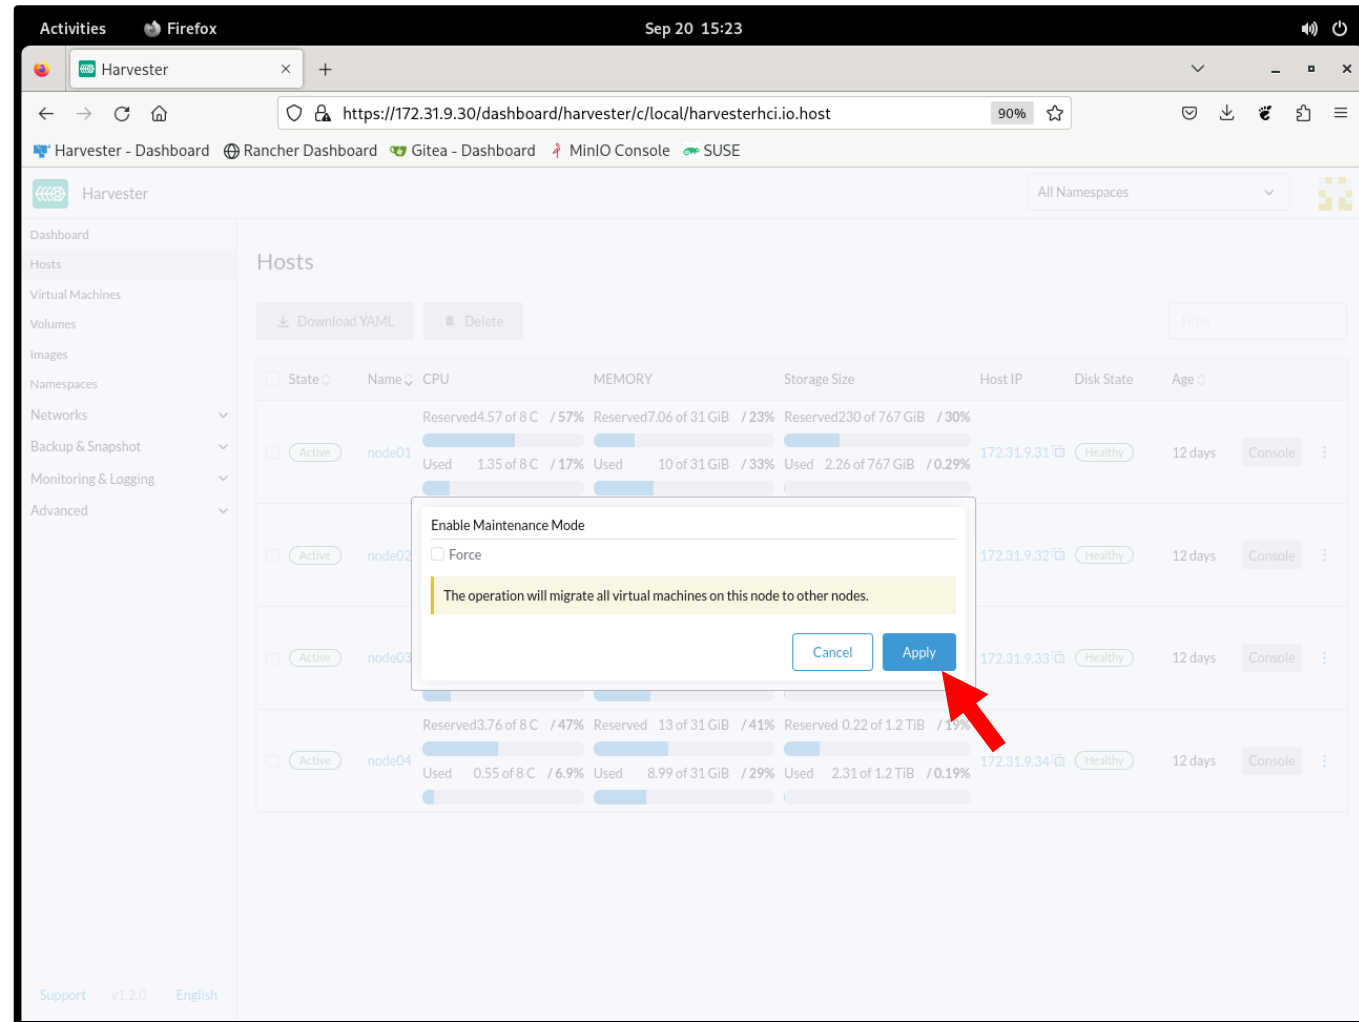 Activities Firefox Sep 20 15:23
Harvester
https://172.31.9.30/dashboard/harvester/c/local/harvesterhci.io.host 90%
Harvester - Dashboard Rancher Dashboard Gitea - Dashboard MinIO Console SUSE
Harvester All Namespaces
Dashboard
Hosts
Virtual Machines
Volumes
Images
Namespaces
Networks
Backup & Snapshot
Monitoring & Logging
Advanced
Hosts
Download YAML Delete Filter
State Name CPU MEMORY Storage Size Host IP Disk State Age
Reserved4.57 of 8 C / 57% Reserved7.06 of 31 GiB / 23% Reserved230 of 767 GiB / 30%
Active node01 172.31.9.31 Healthy 12 days Console
Used 1.35 of 8 C / 17% Used 10 of 31 GiB / 33% Used 2.26 of 767 GiB / 0.29%
Enable Maintenance Mode
Force
The operation will migrate all virtual machines on this node to other nodes.
Cancel Apply
Active node02 172.31.9.32 Healthy 12 days Console
Active node03 172.31.9.33 Healthy 12 days Console
Reserved3.76 of 8 C / 47% Reserved 13 of 31 GiB / 41% Reserved 0.22 of 1.2 TiB / 19%
Active node04 172.31.9.34 Healthy 12 days Console
Used 0.55 of 8 C / 6.9% Used 8.99 of 31 GiB / 29% Used 2.31 of 1.2 TiB / 0.19%
Support v1.2.0 English